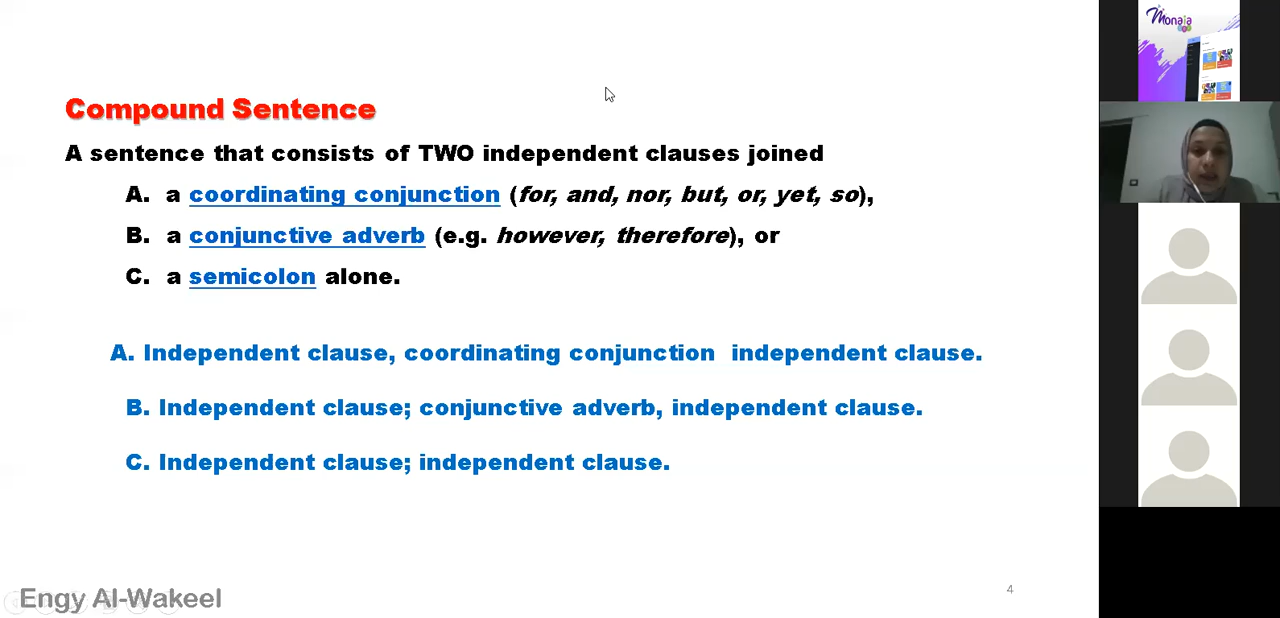 Compound Sentence
A sentence that consists of TWO independent clauses joined
A. a coordinating conjunction (for, and, nor, but, or, yet, so),
B. a conjunctive adverb (e.g. however, therefore), or
C. a semicolon alone.
A. Independent clause, coordinating conjunction independent clause.
B. Independent clause; conjunctive adverb, independent clause.
C. Independent clause; independent clause.
Engy Al-Wakeel
4
Monaja